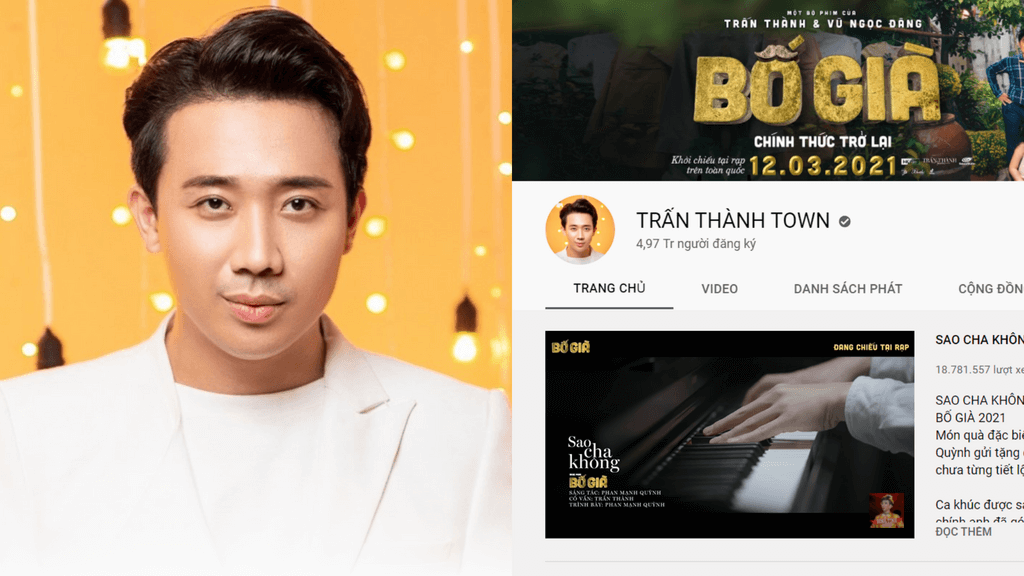 MỘT BỘ PHIM CỦA
TRẤN THÀNH & VŨ NGỌC ĐÃNG
BỐ GIÀ
CHÍNH THỨC TRỞ LẠI
Khởi chiếu tại rạp
trên toàn quốc
12.03.2021
TRẤN THÀNH TOWN
4,97 Tr người đăng ký
TRANG CHỦ
VIDEO
DANH SÁCH PHÁT
CỘNG ĐỒN
BỐ GIÀ
ĐANG CHIẾU TẠI RẠP
Sao
cha
không
BỐ GIÀ
SÁNG TÁC: PHAN MẠNH QUỲNH
CỐ VẤN: TRẤN THÀNH
TRÌNH BÀY: PHAN MẠNH QUỲNH
SAO CHA KHÔN
18.781.557 lượt xe
SAO CHA KHÔN
BỐ GIÀ 2021
Món quà đặc biệ
Quỳnh gửi tặng
chưa từng tiết lộ
Ca khúc được sá
chính anh đã gó
ĐỌC THÊM